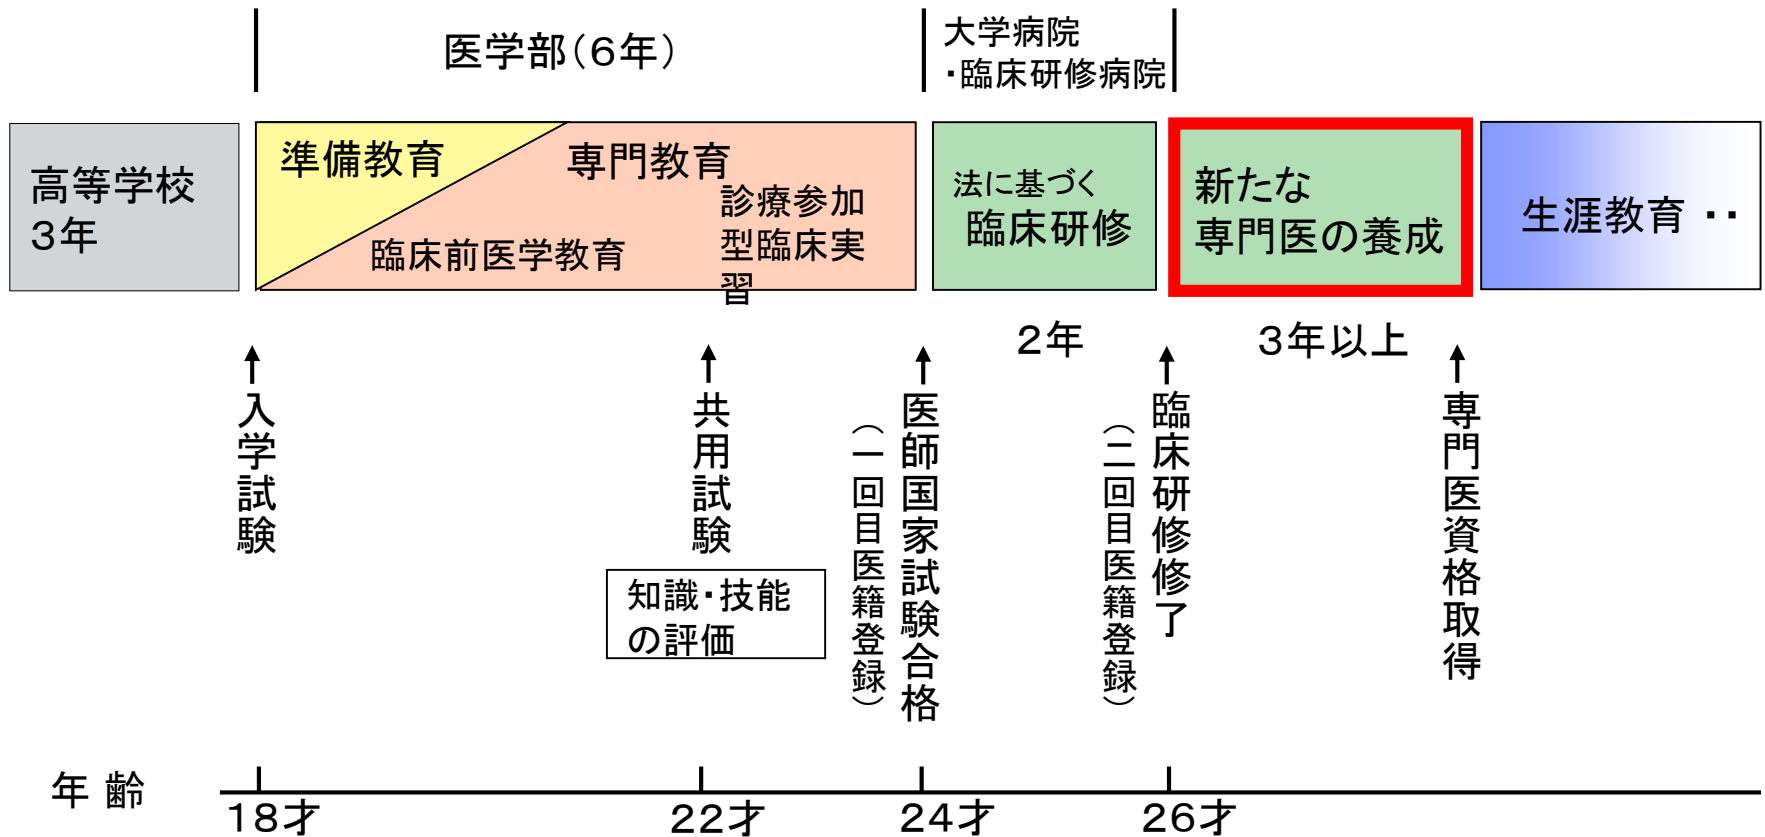 医学部(6年)
大学病院
・臨床研修病院
高等学校
3年
準備教育
専門教育
臨床前医学教育
診療参加
型臨床実
習
法に基づく
臨床研修
新たな
専門医の養成
生涯教育 ・・
2年
3年以上
入学試験
共用試験
知識・技能
の評価
医師国家試験合格
(一回目医籍登録)
臨床研修修了
(二回目医籍登録)
専門医資格取得
年 齢
18才
22才
24才
26才